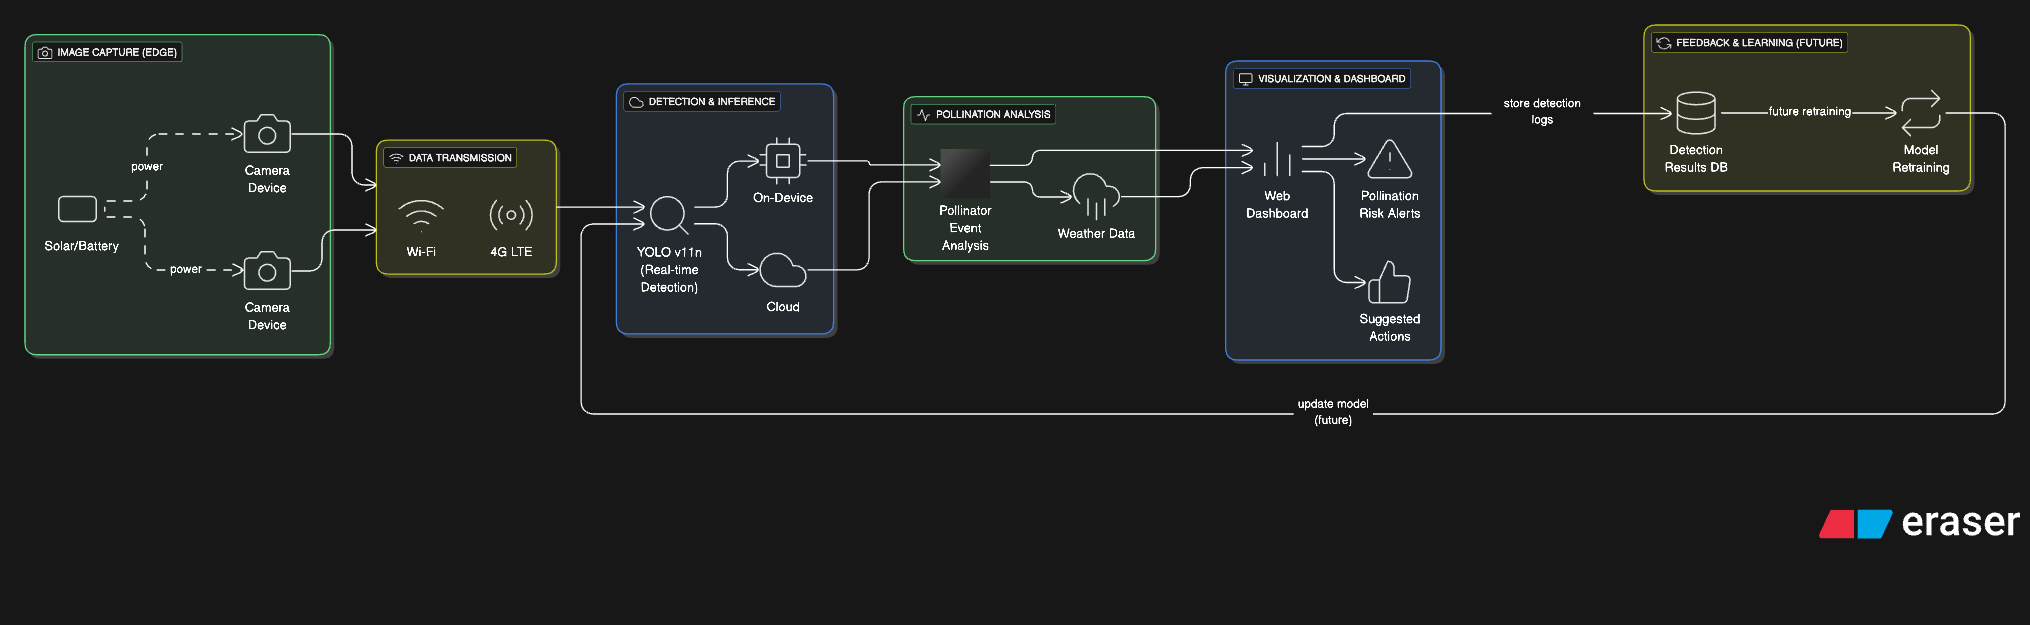 IMAGE CAPTURE (EDGE)
power
Solar/Battery
power
Camera
Device
Camera
Device
DATA TRANSMISSION
Wi-Fi
4G LTE
DETECTION & INFERENCE
YOLO v11n
(Real-time
Detection)
On-Device
Cloud
POLLINATION ANALYSIS
Pollinator
Event
Analysis
Weather Data
VISUALIZATION & DASHBOARD
Web
Dashboard
Pollination
Risk Alerts
Suggested
Actions
store detection
logs
FEEDBACK & LEARNING (FUTURE)
Detection
Results DB
future retraining
Model
Retraining
update model
(future)
eraser